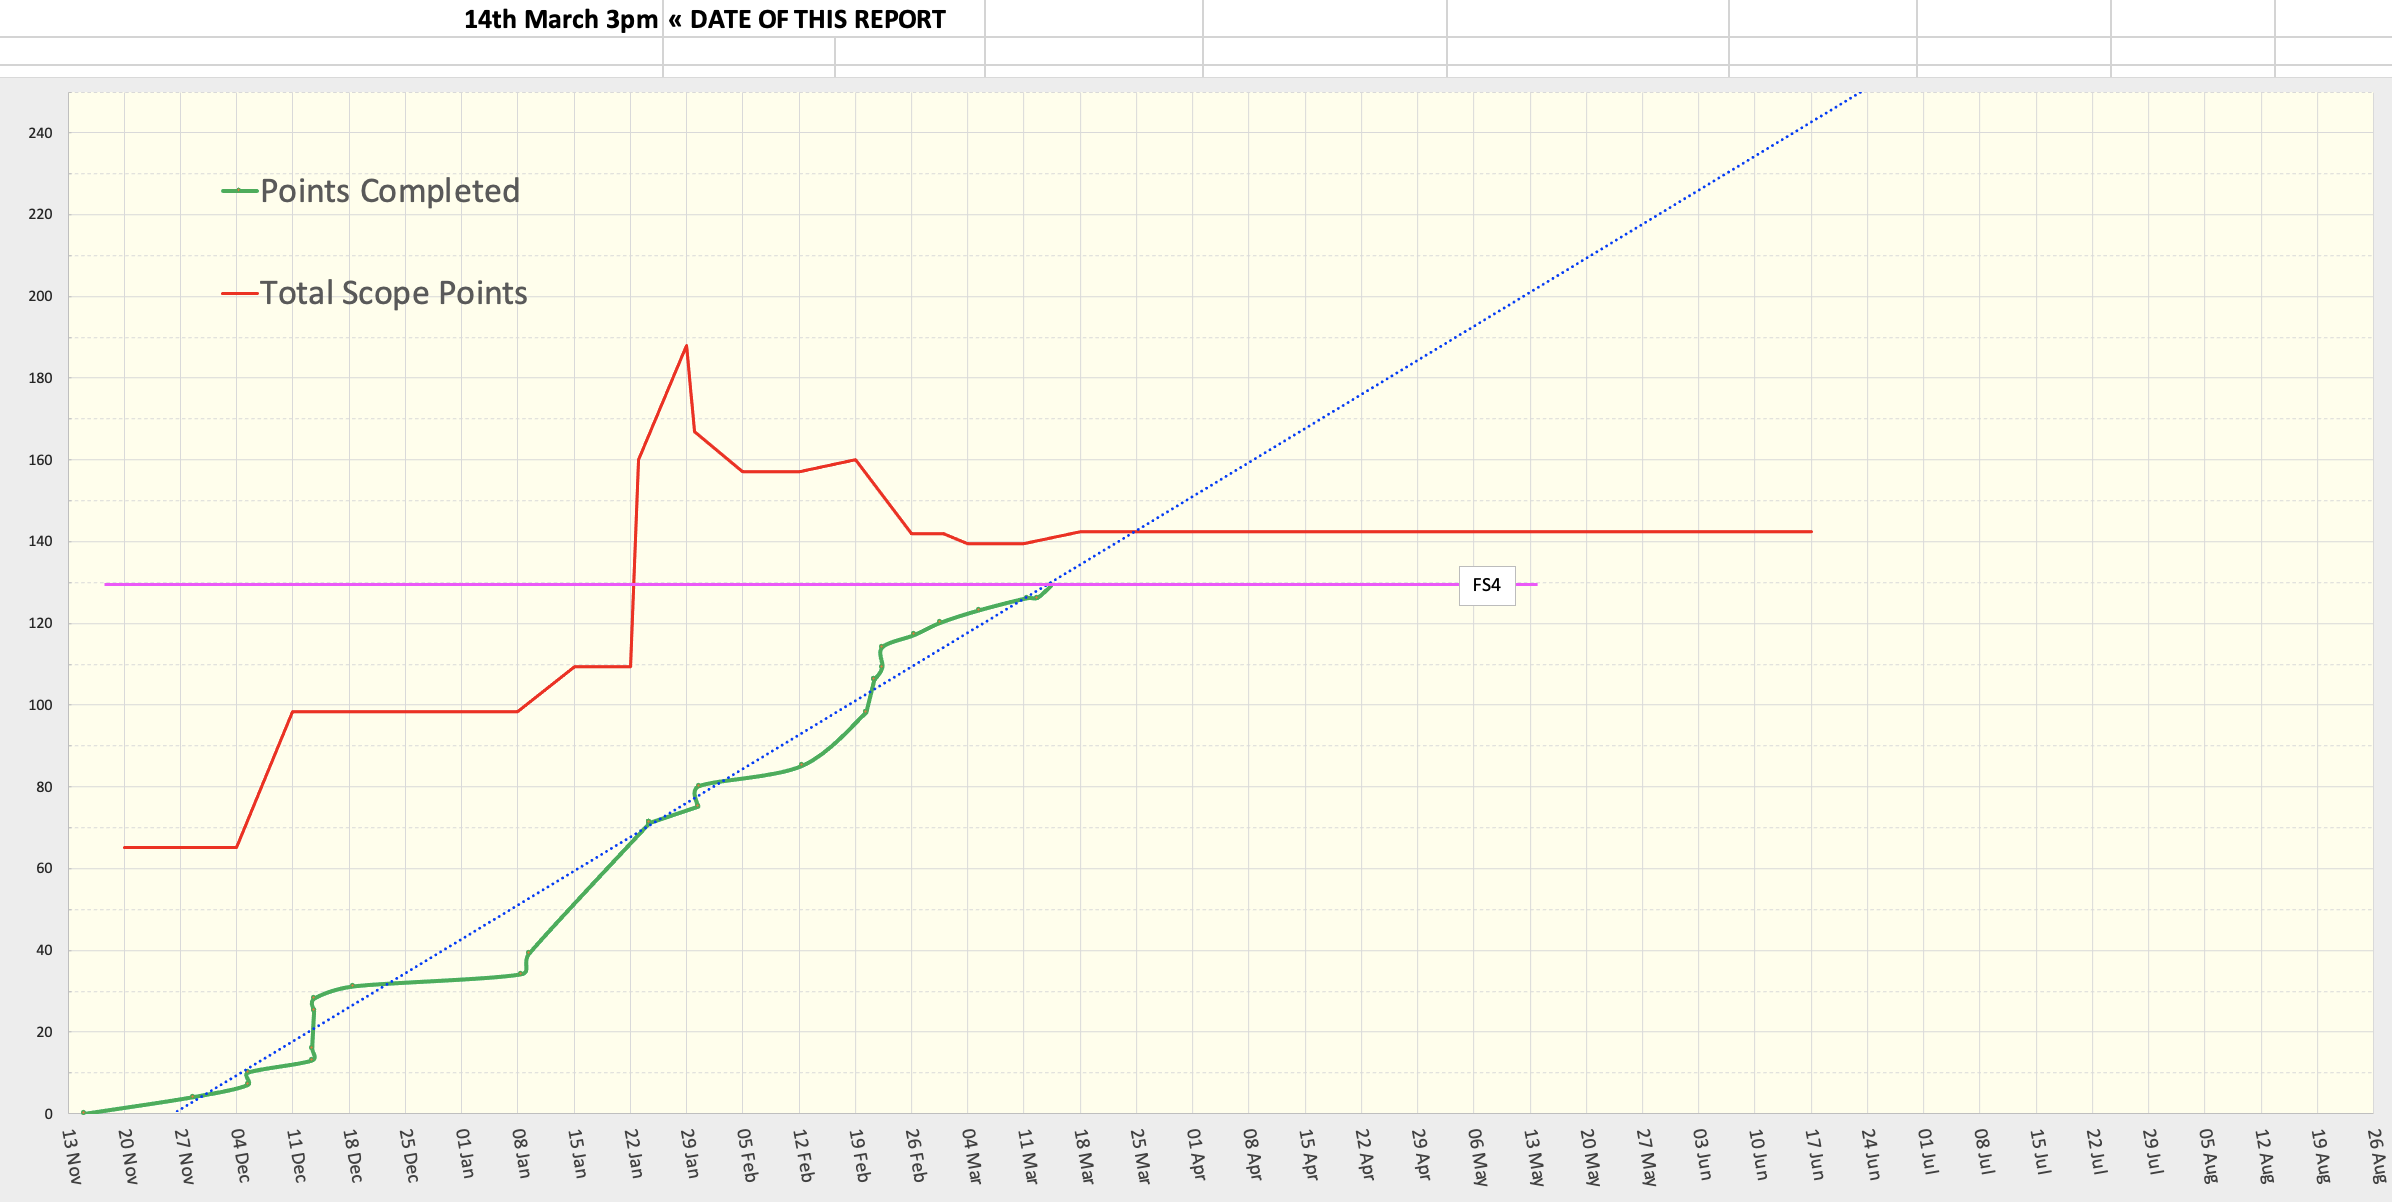 14th March 3pm « DATE OF THIS REPORT
240
220
200
180
160
140
120
100
80
60
40
20
0
Points Completed
Total Scope Points
FS4
13 Nov
20 Nov
27 Nov
04 Dec
11 Dec
18 Dec
25 Dec
01 Jan
08 Jan
15 Jan
22 Jan
29 Jan
05 Feb
12 Feb
19 Feb
26 Feb
04 Mar
11 Mar
18 Mar
25 Mar
01 Apr
08 Apr
15 Apr
22 Apr
29 Apr
06 May
13 May
20 May
27 May
03 Jun
10 Jun
17 Jun
24 Jun
01 Jul
08 Jul
15 Jul
22 Jul
29 Jul
05 Aug
12 Aug
19 Aug
26 Aug